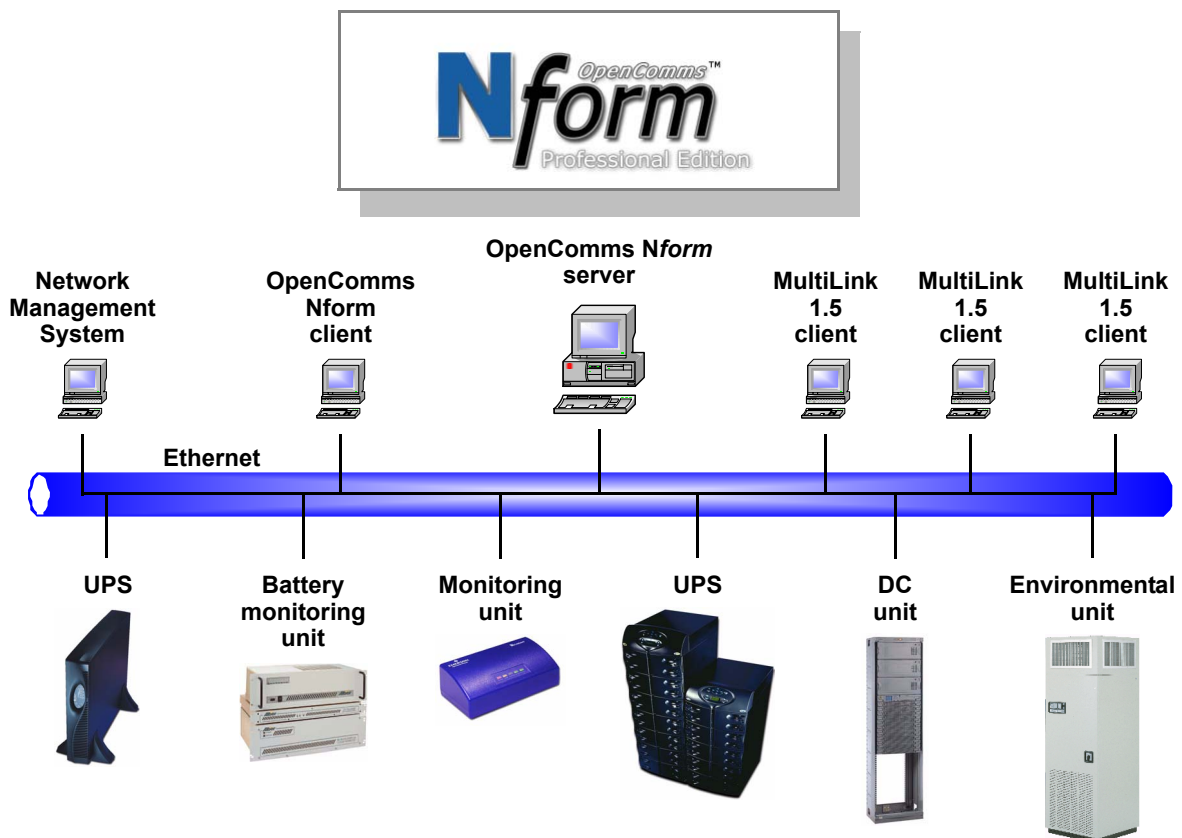 OpenComms™
Nform
Professional Edition
OpenComms Nform
server
Network
Management
System
OpenComms
Nform
client
MultiLink
1.5
client
MultiLink
1.5
client
MultiLink
1.5
client
Ethernet
UPS
Battery
monitoring
unit
Monitoring
unit
UPS
DC
unit
Environmental
unit